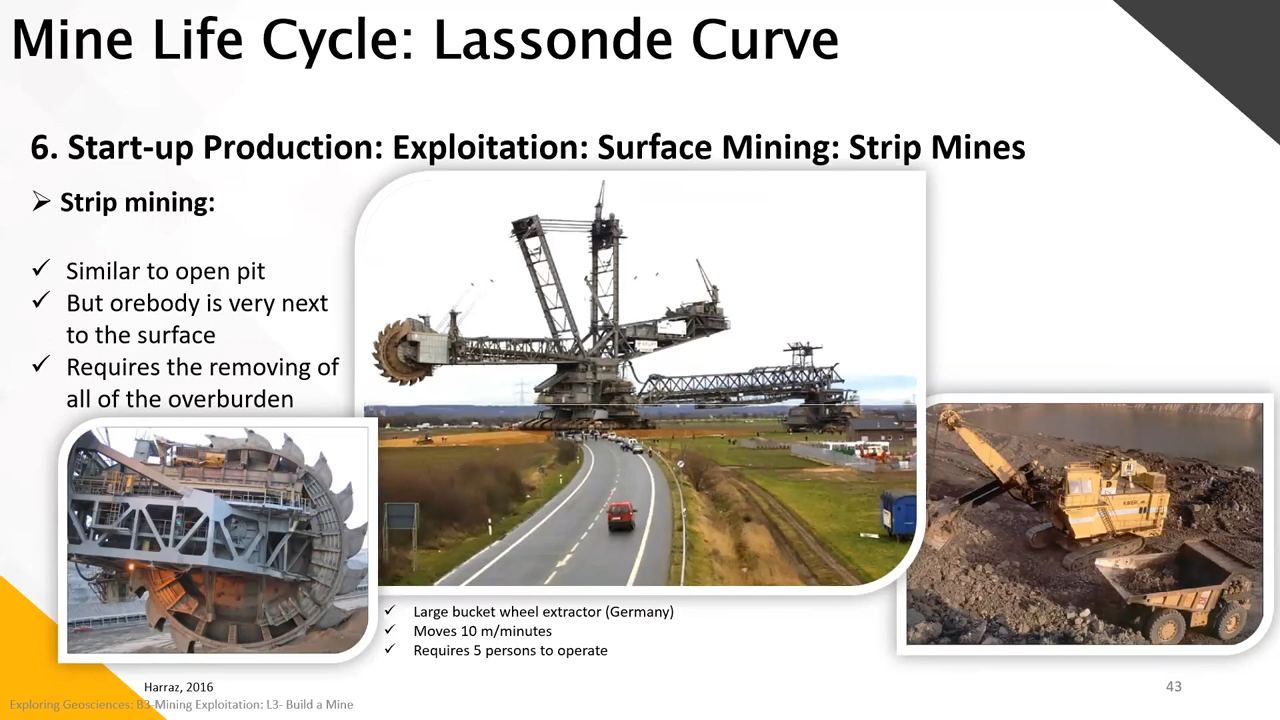 Mine Life Cycle: Lassonde Curve
6. Start-up Production: Exploitation: Surface Mining: Strip Mines
Strip mining:
Similar to open pit
But orebody is very next
to the surface
Requires the removing of
all of the overburden
Large bucket wheel extractor (Germany)
Moves 10 m/minutes
Requires 5 persons to operate
Harraz, 2016
43
Exploring Geosciences: B3-Mining Exploitation: L3- Build a Mine